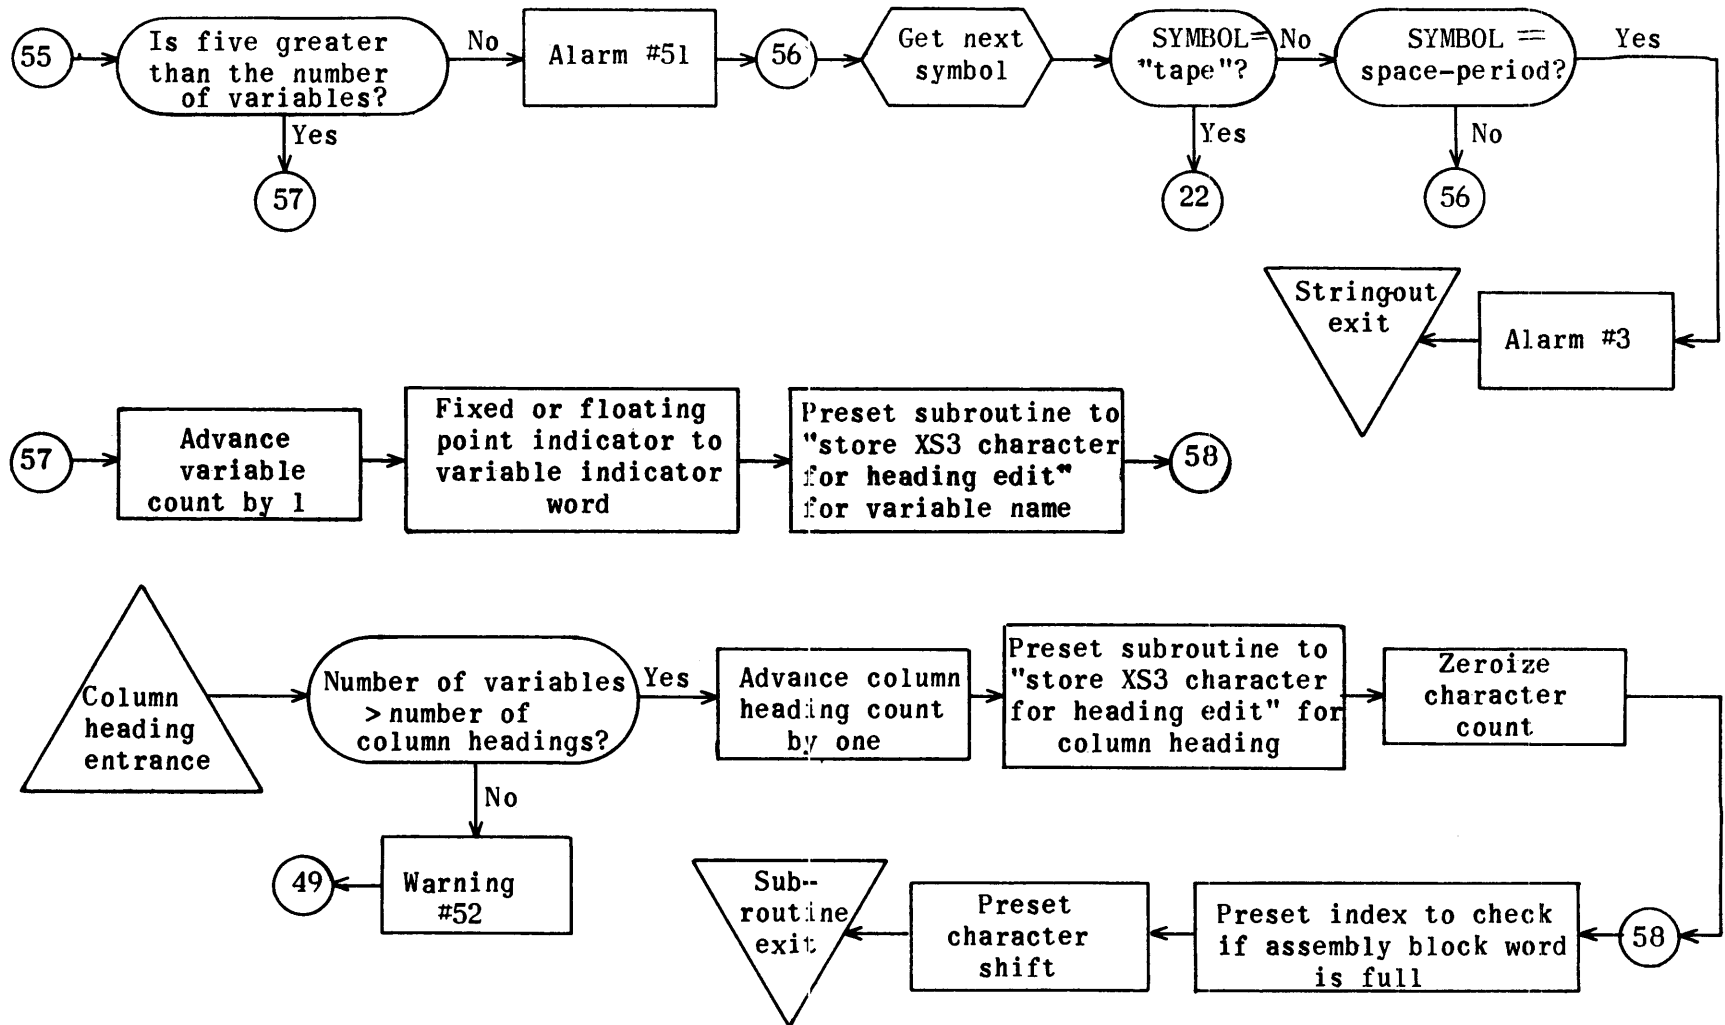 55
Is five greater
than the number
of variables?
No
Alarm #51
56
Get next
symbol
SYMBOL=
"tape"?
No
SYMBOL =
space-period?
Yes
Yes
57
Yes
22
No
56
Stringout
exit
Alarm #3
57
Advance
variable
count by 1
Fixed or floating
point indicator to
variable indicator
word
Preset subroutine to
"store XS3 character
for heading edit"
for variable name
58
Column
heading
entrance
Number of variables
> number of
column headings?
Yes
Advance column
heading count
by one
Preset subroutine to
"store XS3 character
for heading edit" for
column heading
Zeroize
character
count
No
Warning
#52
49
Sub-
routine
exit
Preset
character
shift
Preset index to check
if assembly block word
is full
58